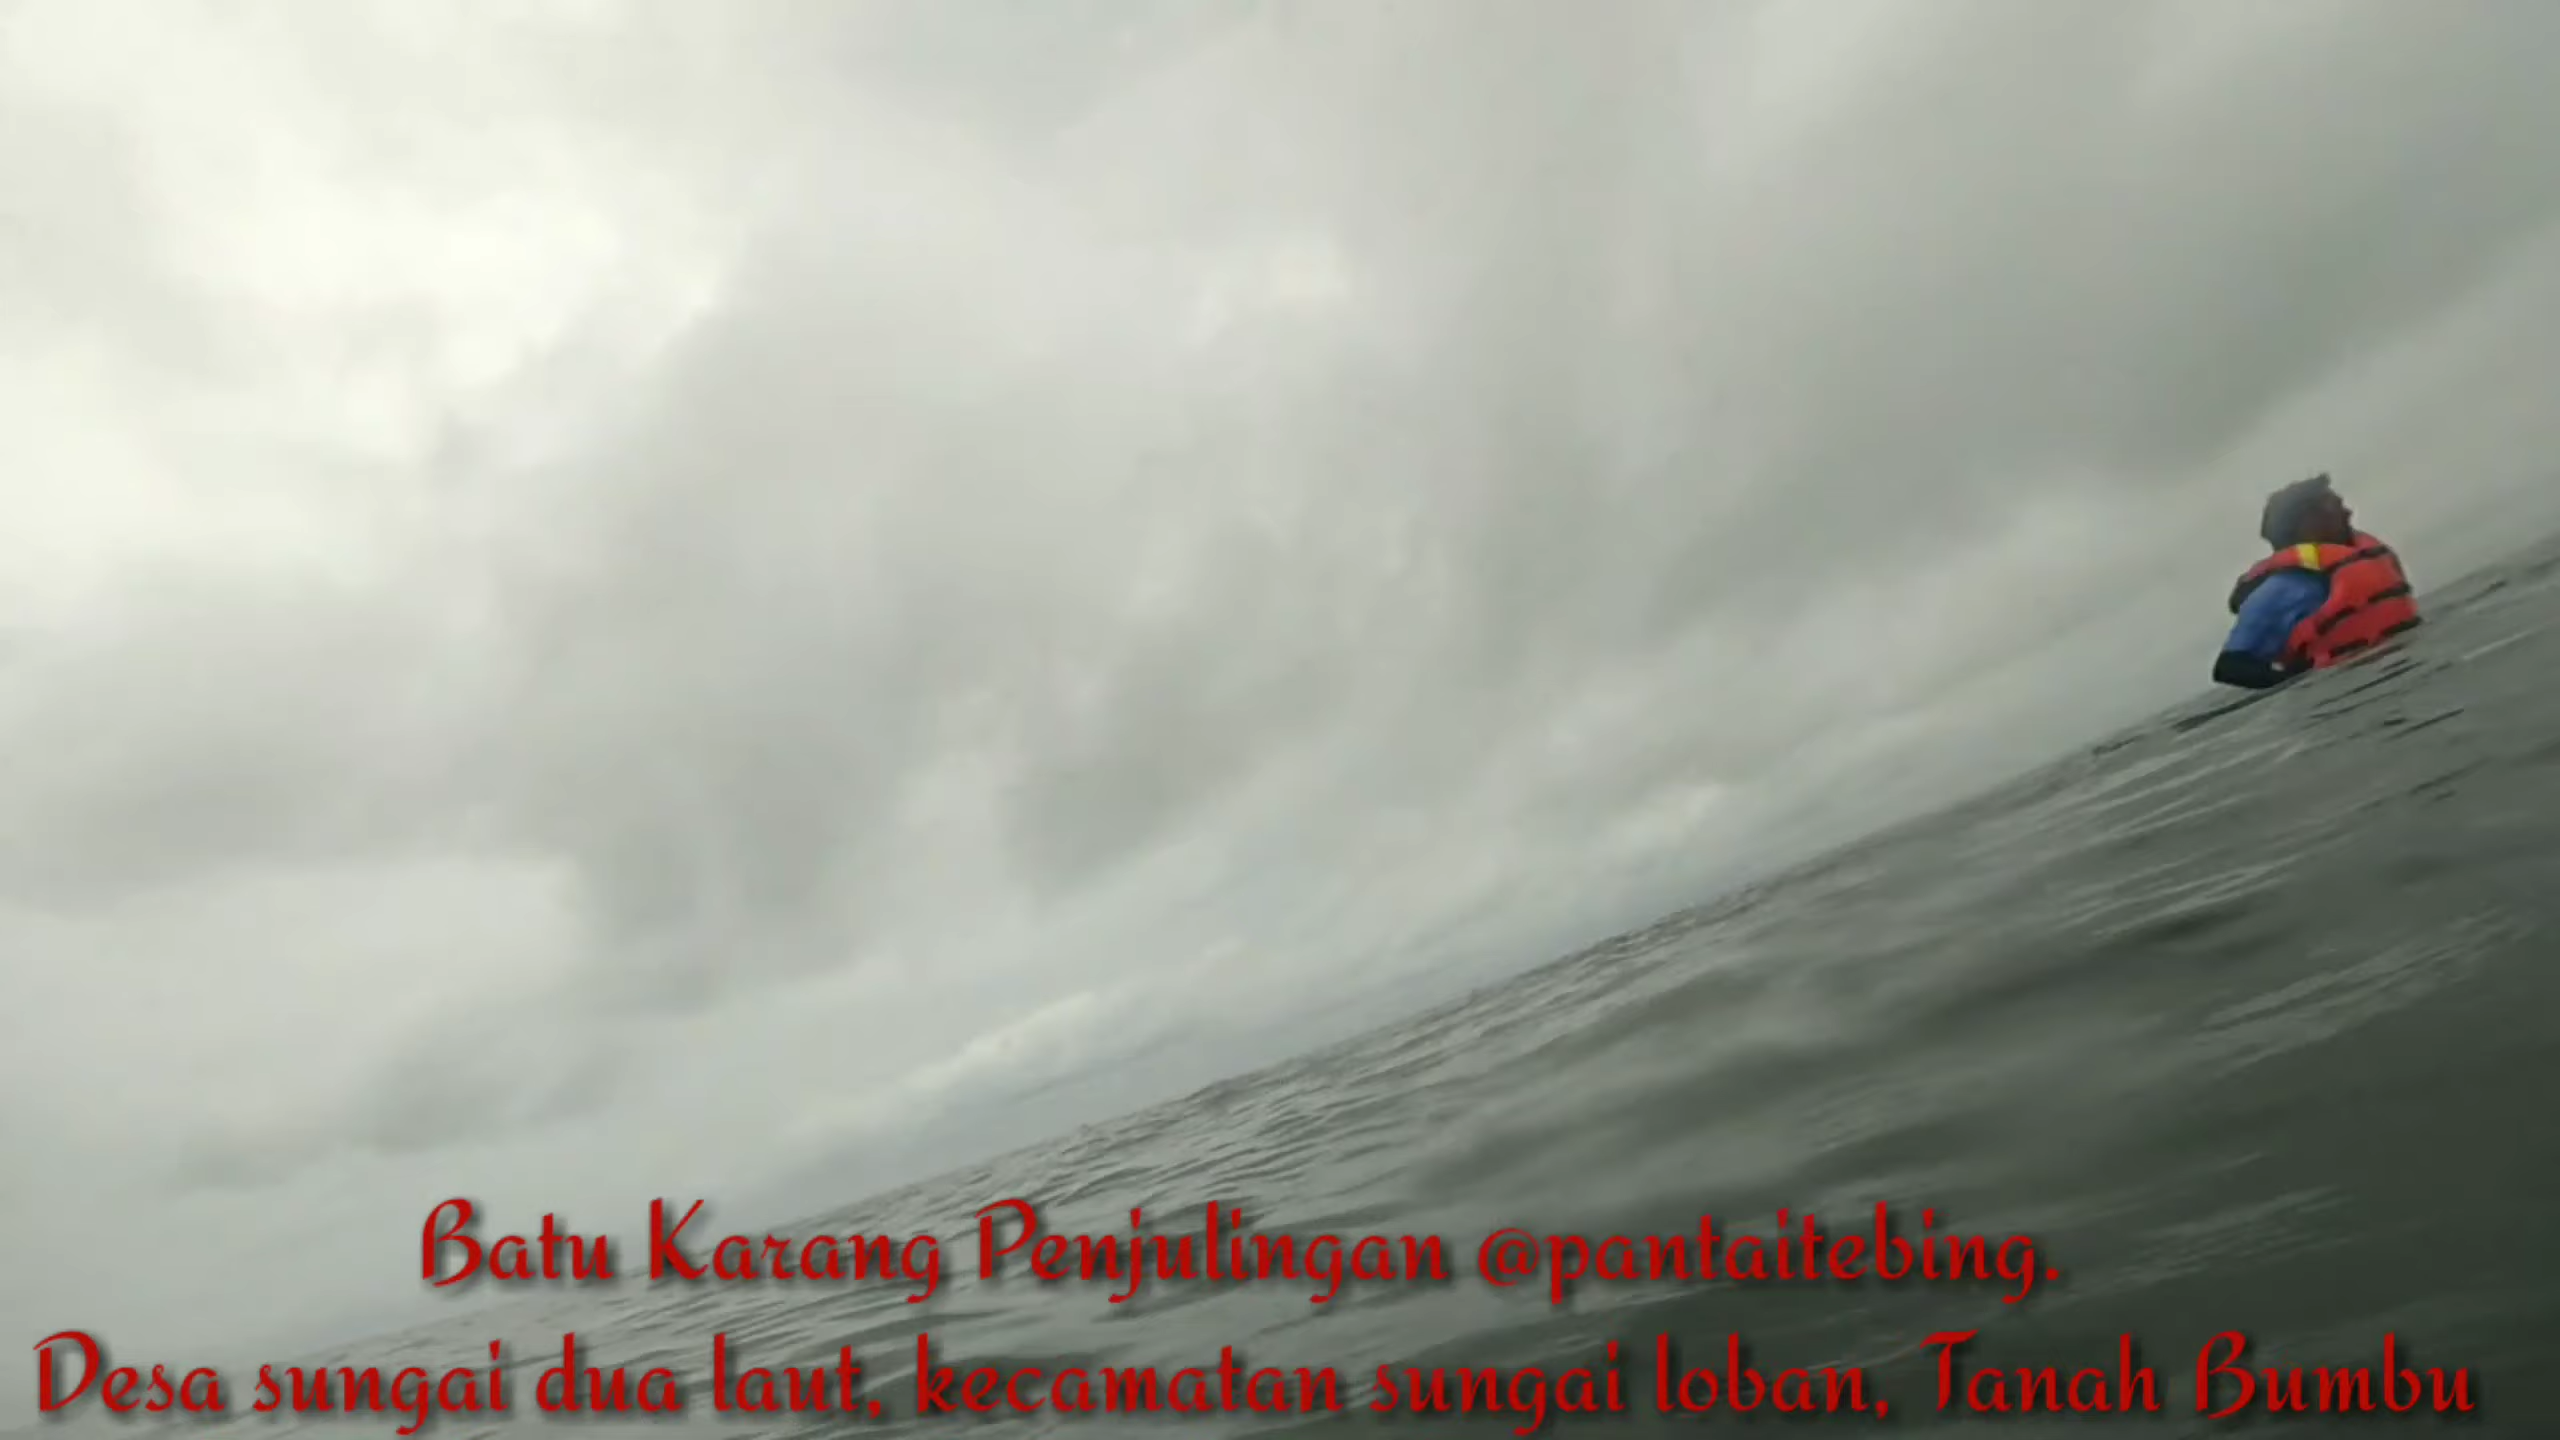 Batu Karang Penjulingan @pantaitebing.
Desa sungai dua laut, kecamatan sungai loban, Tanah Bumbu